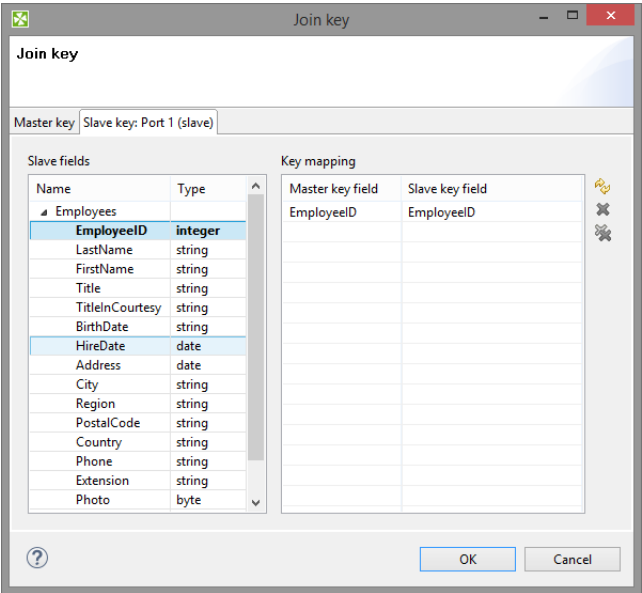 Join key
Join key
Master key Slave key: Port 1 (slave)
Slave fields Key mapping
Name Type Master key field Slave key field
Employees EmployeeID EmployeeID
EmployeeID integer
LastName string
FirstName string
Title string
TitleInCourtesy string
BirthDate string
HireDate date
Address date
City string
Region string
PostalCode string
Country string
Phone string
Extension string
Photo byte
? OK Cancel